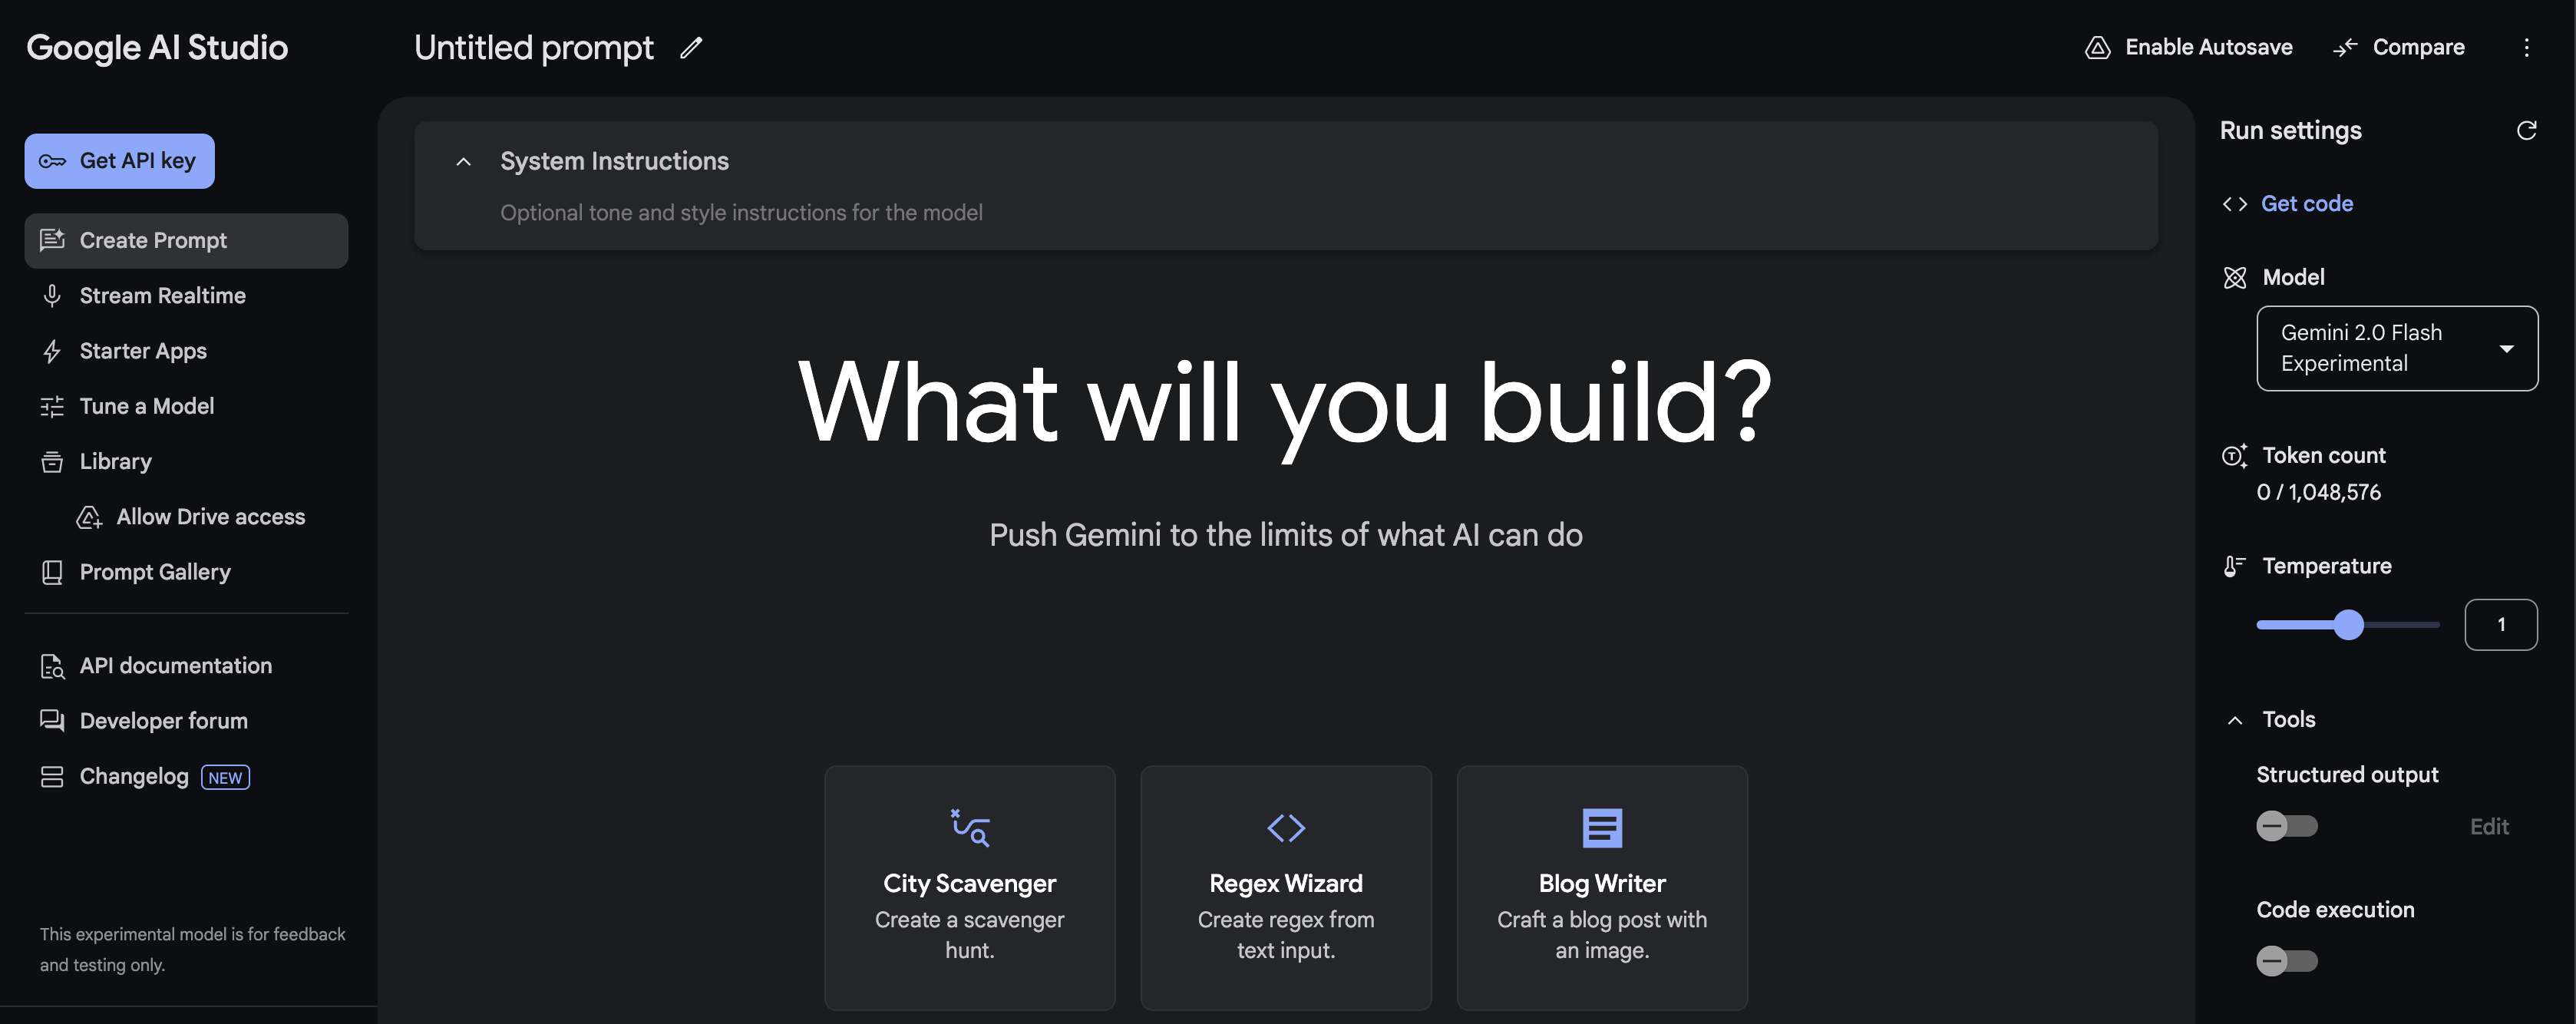 Google AI Studio
Untitled prompt
Enable Autosave
Compare
Get API key
Create Prompt
Stream Realtime
Starter Apps
Tune a Model
Library
Allow Drive access
Prompt Gallery
API documentation
Developer forum
Changelog NEW
This experimental model is for feedback
and testing only.
System Instructions
Optional tone and style instructions for the model
What will you build?
Push Gemini to the limits of what AI can do
City Scavenger
Create a scavenger
hunt.
Regex Wizard
Create regex from
text input.
Blog Writer
Craft a blog post with
an image.
Run settings
Get code
Model
Gemini 2.0 Flash
Experimental
Token count
0 / 1,048,576
Temperature
1
Tools
Structured output
Edit
Code execution